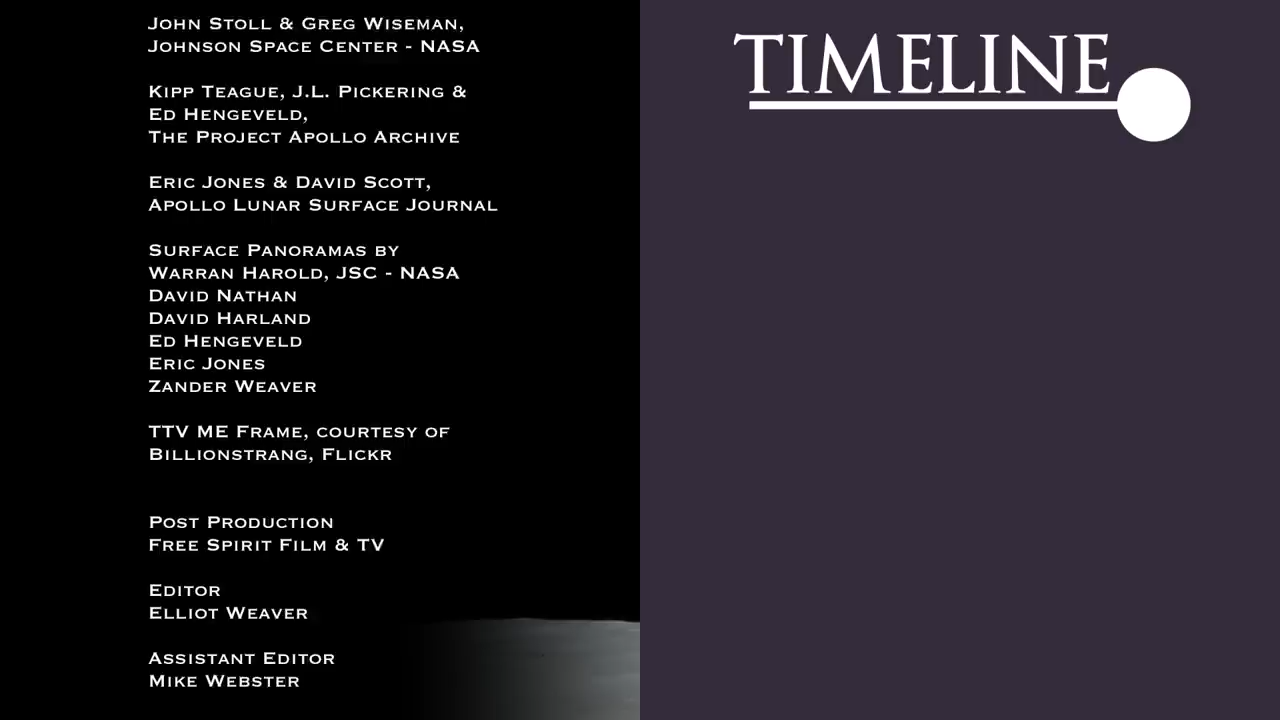 John Stoll & Greg Wiseman,
Johnson Space Center - NASA
Kipp Teague, J.L. Pickering &
Ed Hengeveld,
The Project Apollo Archive
Eric Jones & David Scott,
Apollo Lunar Surface Journal
Surface Panoramas by
Warran Harold, JSC - NASA
David Nathan
David Harland
Ed Hengeveld
Eric Jones
Zander Weaver
TTV ME Frame, courtesy of
Billionstrang, Flickr
Post Production
Free Spirit Film & TV
Editor
Elliot Weaver
Assistant Editor
Mike Webster
TIMELINE